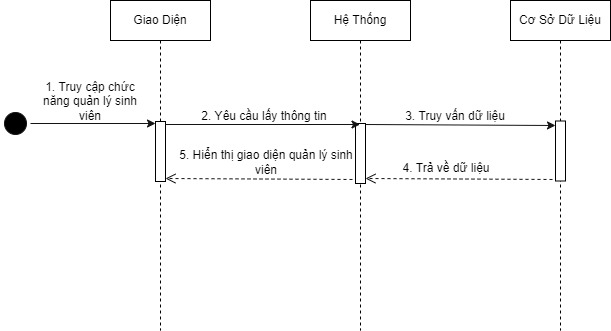 Giao Diện
Hệ Thống
Cơ Sở Dữ Liệu
1. Truy cập chức
năng quản lý sinh
viên
2. Yêu cầu lấy thông tin
3. Truy vấn dữ liệu
5. Hiển thị giao diện quản lý sinh
viên
4. Trả về dữ liệu